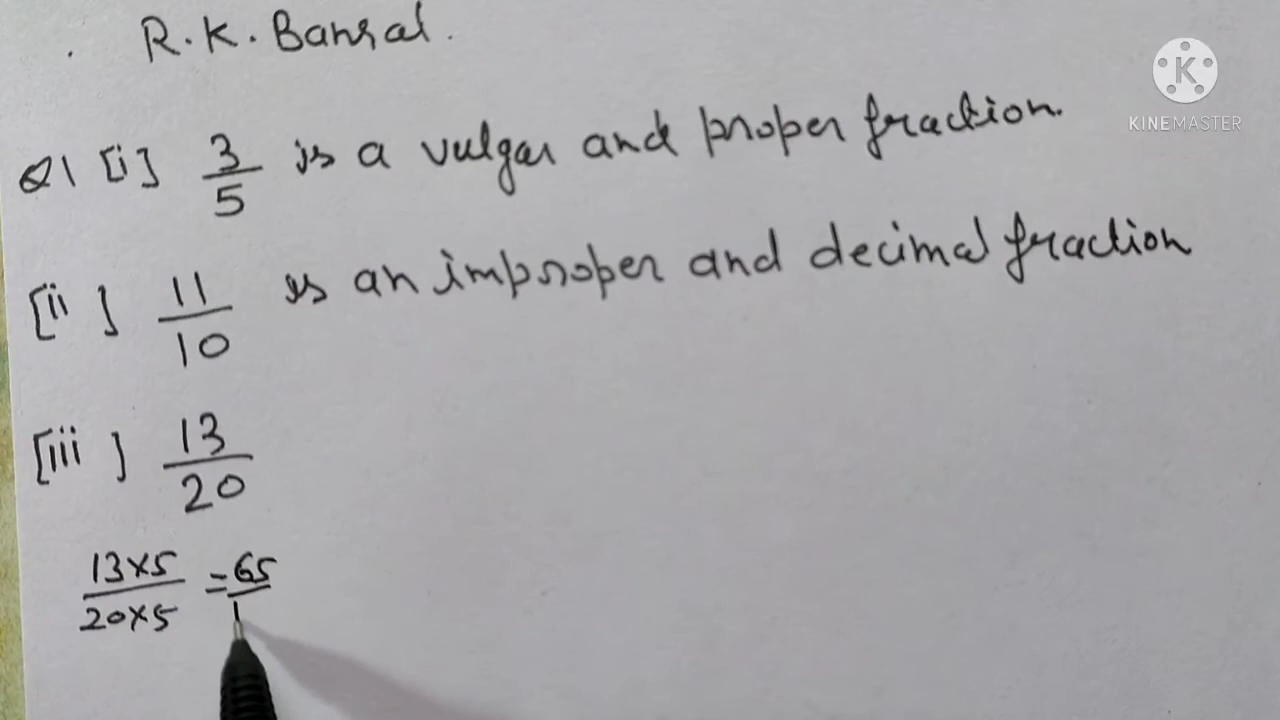 R.K. Bansal.
KINEMASTER
Q1 [i] 3/5 is a vulgar and proper fraction.
[ii] 11/10 is an improper and decimal fraction
[iii] 13/20
13×5/20×5 = 65/1